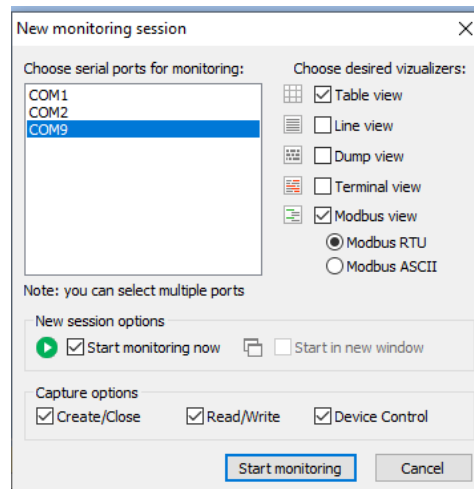 New monitoring session
Choose serial ports for monitoring:
COM1
COM2
COM9
Note: you can select multiple ports
Choose desired vizualizers:
Table view
Line view
Dump view
Terminal view
Modbus view
Modbus RTU
Modbus ASCII
New session options
Start monitoring now
Start in new window
Capture options
Create/Close
Read/Write
Device Control
Start monitoring
Cancel